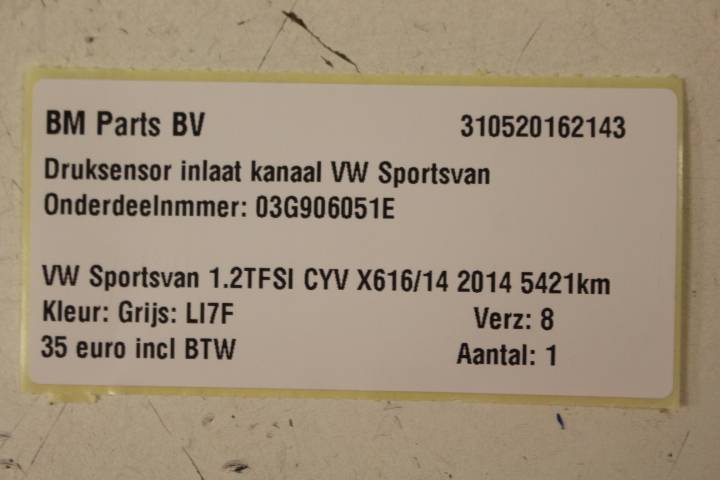 BM Parts BV 310520162143
Druksensor inlaat kanaal VW Sportsvan
Onderdeelnmmer: 03G906051E
VW Sportsvan 1.2TFSI CYV X616/14 2014 5421km
Kleur: Grijs: LI7F Verz: 8
35 euro incl BTW Aantal: 1